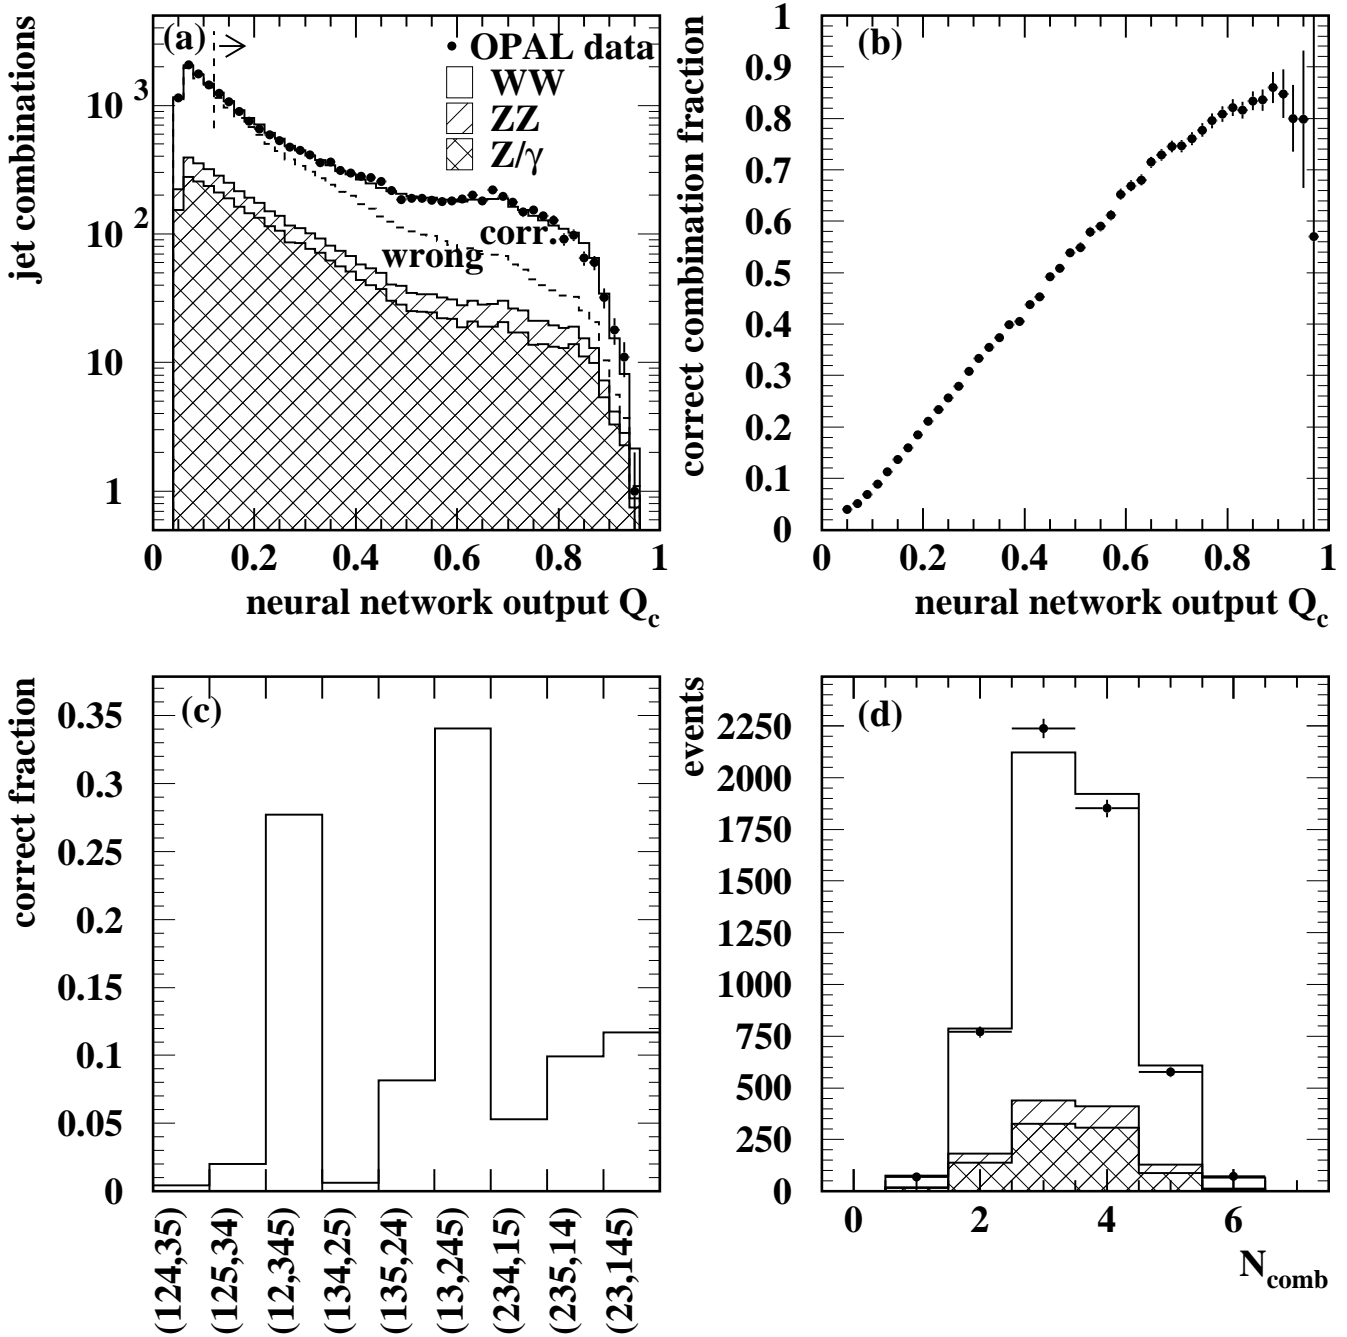 (a)
OPAL data
WW
ZZ
Z/γ
corr.
wrong
jet combinations
10³
10²
10
1
0 0.2 0.4 0.6 0.8 1
neural network output Q_c
(b)
correct combination fraction
1
0.9
0.8
0.7
0.6
0.5
0.4
0.3
0.2
0.1
0
0 0.2 0.4 0.6 0.8 1
neural network output Q_c
(c)
correct fraction
0.35
0.3
0.25
0.2
0.15
0.1
0.05
0
(124,35)
(125,34)
(12,345)
(134,25)
(135,24)
(13,245)
(234,15)
(235,14)
(23,145)
(d)
events
2250
2000
1750
1500
1250
1000
750
500
250
0
0 2 4 6
N_comb